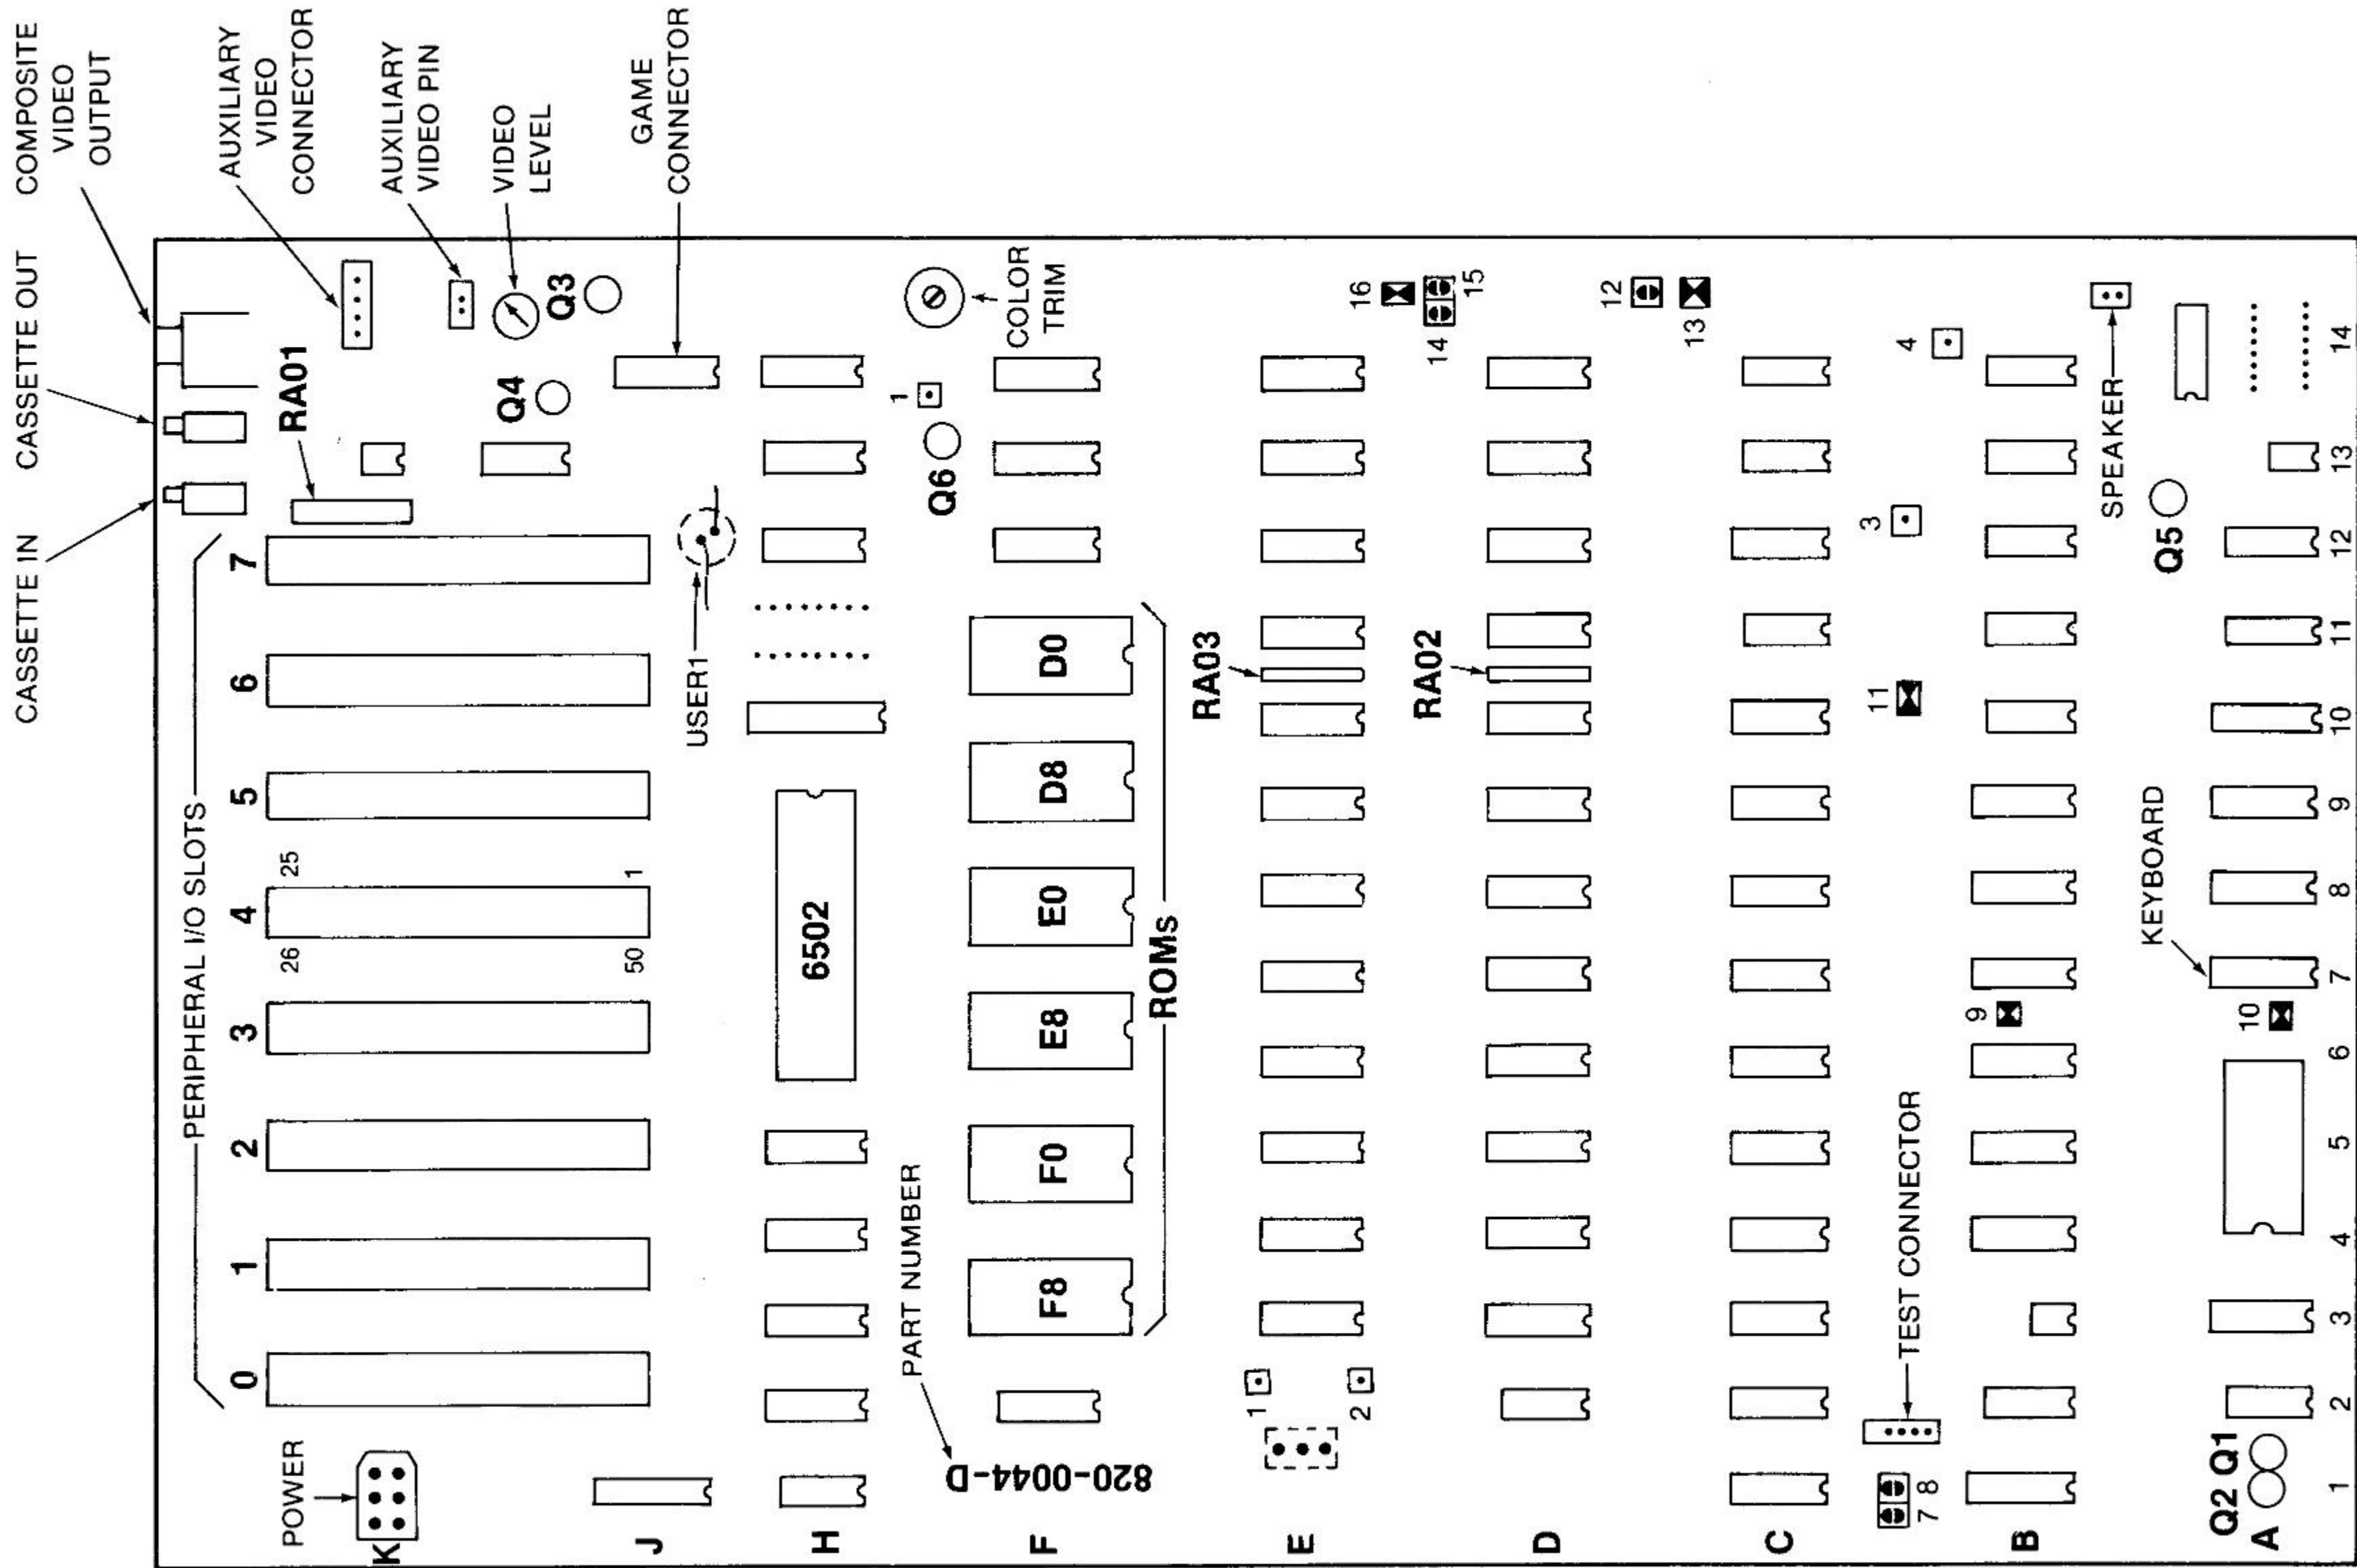 CASSETTE IN
CASSETTE OUT
COMPOSITE
VIDEO
OUTPUT
AUXILIARY
VIDEO
CONNECTOR
AUXILIARY
VIDEO PIN
VIDEO
LEVEL
GAME
CONNECTOR
POWER
PERIPHERAL I/O SLOTS
0
1
2
3
4
5
6
7
26
25
50
1
RA01
Q4
Q3
K
J
USER1
H
6502
PART NUMBER
820-0044-D
Q6
1
COLOR
TRIM
F
F8
F0
E8
E0
D8
D0
ROMs
E
1
2
RA03
16
14
15
D
RA02
12
13
C
7
8
TEST CONNECTOR
11
3
4
B
9
SPEAKER
KEYBOARD
Q5
Q2
Q1
A
10
1
2
3
4
5
6
7
8
9
10
11
12
13
14